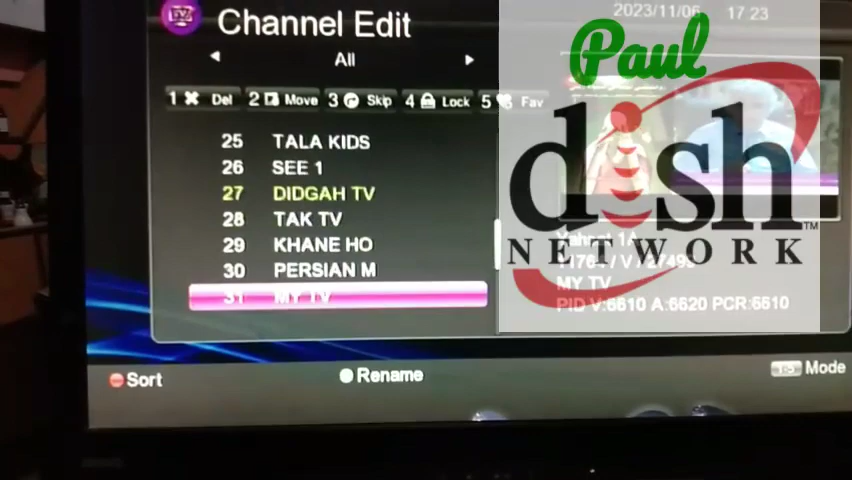 Channel Edit
2023/11/06 17:23
Paul
All
1 Del 2 Move 3 Skip 4 Lock 5 Fav
25 TALA KIDS
26 SEE 1
27 DIDGAH TV
28 TAK TV
29 KHANE HO
30 PERSIAN M
31 MY TV
dish
NETWORK
TM
MY TV
PID V:6610 A:6620 PCR:6610
Sort
Rename
Mode